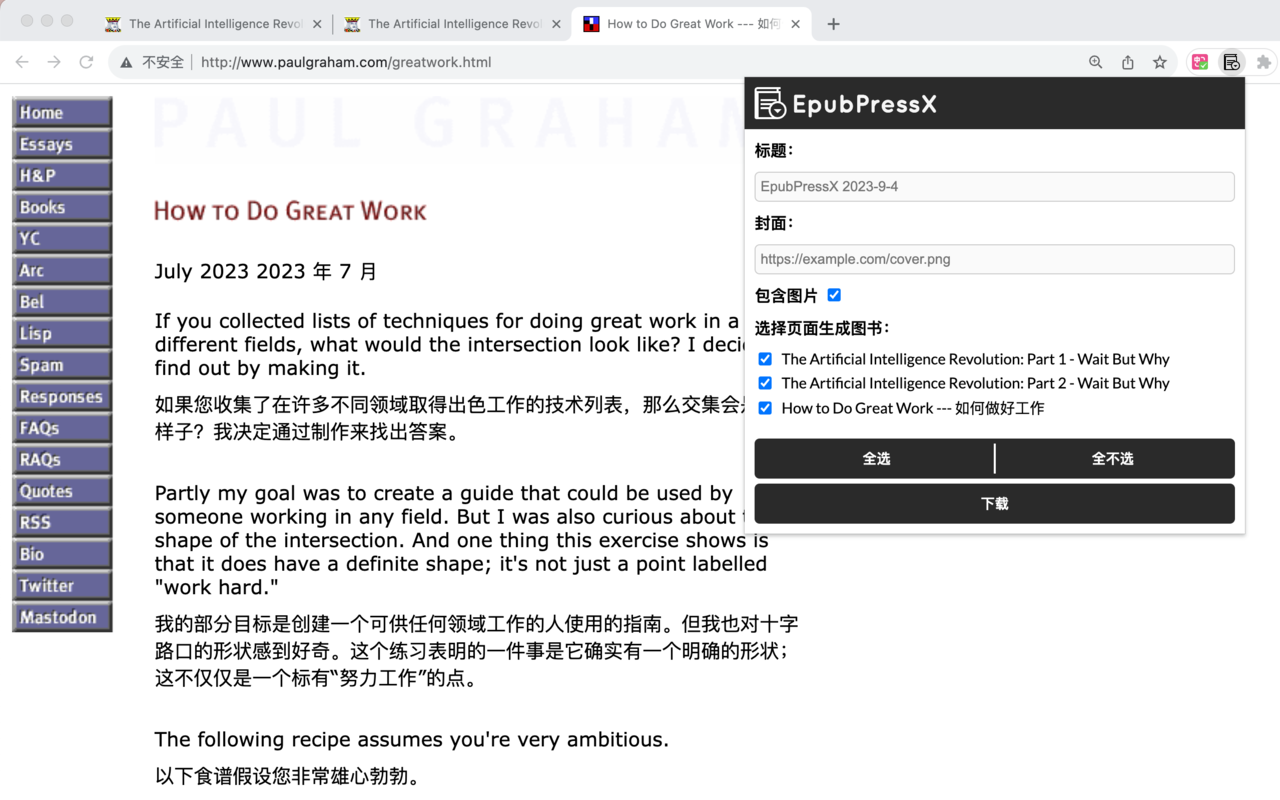 The Artificial Intelligence Revol
The Artificial Intelligence Revol
How to Do Great Work --- 如何
不安全
http://www.paulgraham.com/greatwork.html
Home
Essays
H&P
Books
YC
Arc
Bel
Lisp
Spam
Responses
FAQs
RAQs
Quotes
RSS
Bio
Twitter
Mastodon
PAUL GRAHAM
How to Do Great Work
July 2023 2023 年 7 月
If you collected lists of techniques for doing great work in a
different fields, what would the intersection look like? I decid
find out by making it.
如果您收集了在许多不同领域取得出色工作的技术列表，那么交集会是
样子？我决定通过制作来找出答案。
Partly my goal was to create a guide that could be used by
someone working in any field. But I was also curious about
shape of the intersection. And one thing this exercise shows is
that it does have a definite shape; it's not just a point labelled
"work hard."
我的部分目标是创建一个可供任何领域工作的人使用的指南。但我也对十字
路口的形状感到好奇。这个练习表明的一件事是它确实有一个明确的形状；
这不仅仅是一个标有“努力工作”的点。
The following recipe assumes you're very ambitious.
以下食谱假设您非常雄心勃勃。
EpubPressX
标题：
EpubPressX 2023-9-4
封面：
https://example.com/cover.png
包含图片
选择页面生成图书：
The Artificial Intelligence Revolution: Part 1 - Wait But Why
The Artificial Intelligence Revolution: Part 2 - Wait But Why
How to Do Great Work --- 如何做好工作
全选
全不选
下载